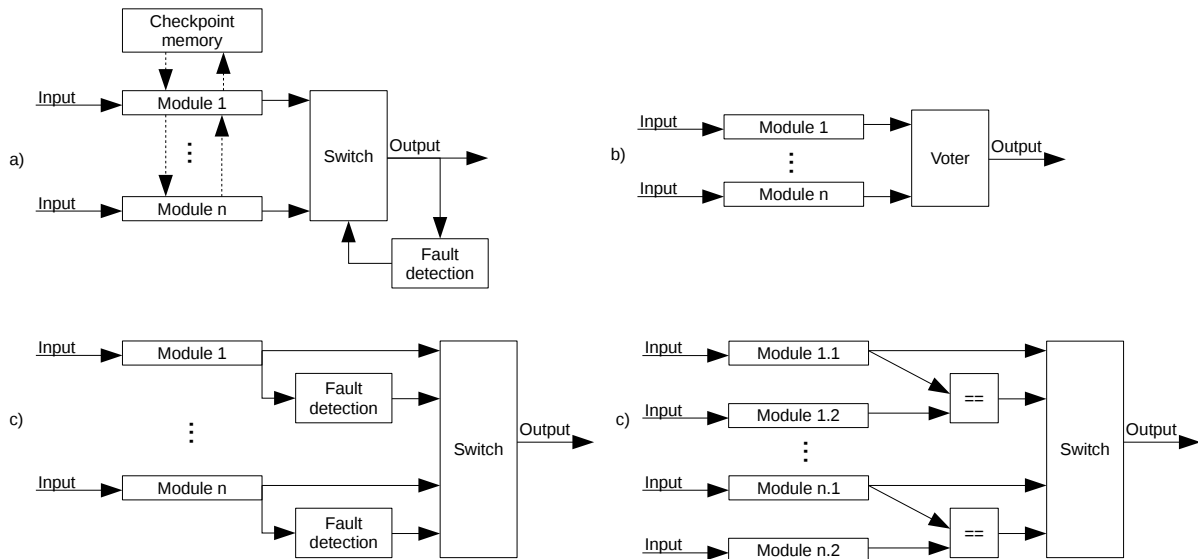 Checkpoint
memory
Input
Module 1
⋮
a)
Switch
Output
Input
Module n
Fault
detection
Input
Module 1
b)
⋮
Voter
Output
Input
Module n
Input
Module 1
Fault
detection
c)
⋮
Switch
Output
Input
Module n
Fault
detection
Input
Module 1.1
==
Input
Module 1.2
c)
⋮
Switch
Output
Input
Module n.1
==
Input
Module n.2